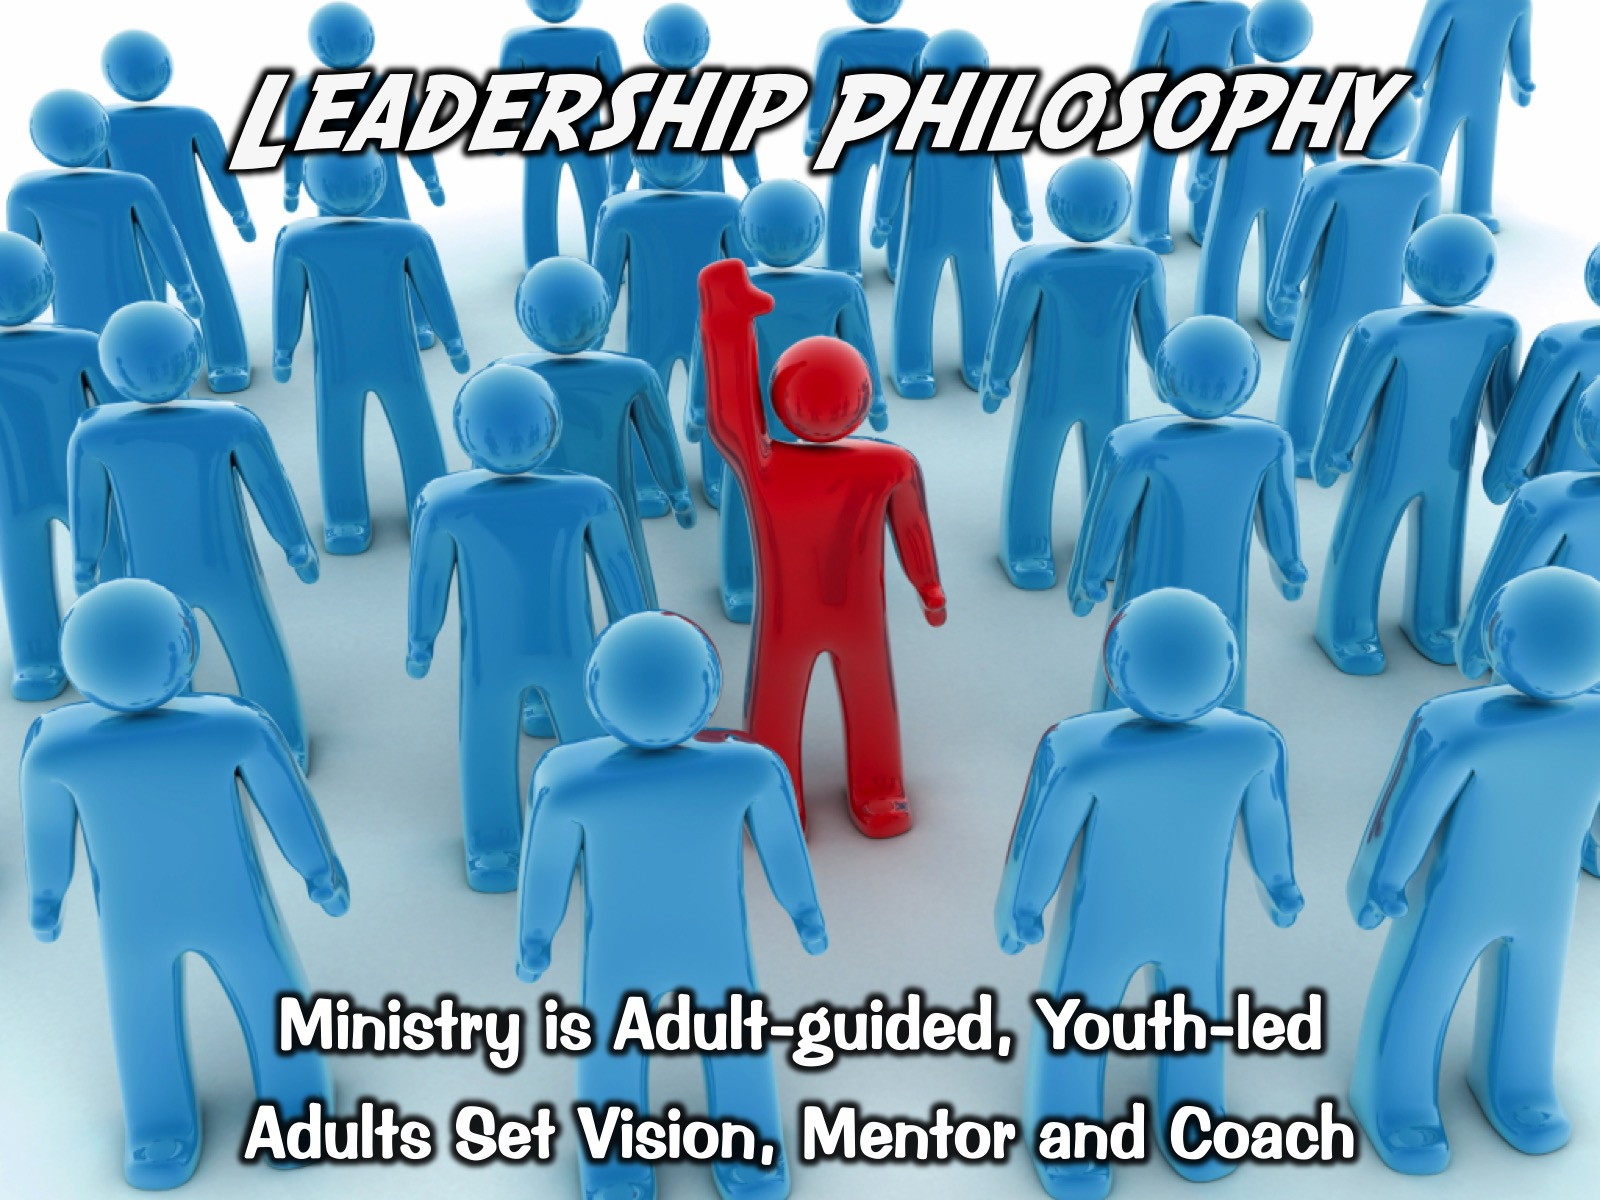 Leadership Philosophy
Ministry is Adult-guided, Youth-led
Adults Set Vision, Mentor and Coach